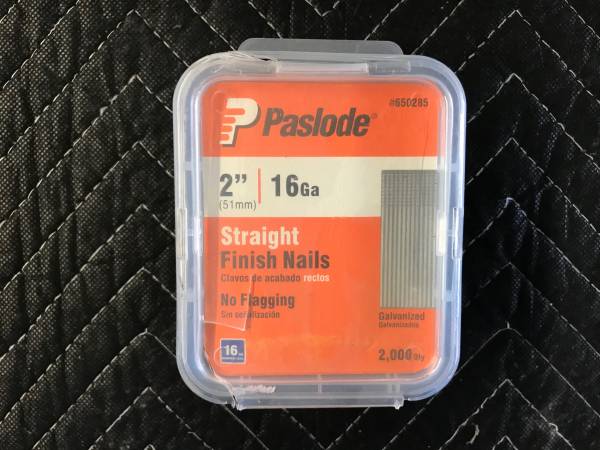 #650285
Paslode®
2" | 16Ga
(51mm)
Straight
Finish Nails
Clavos de acabado rectos
No Flagging
Sin señalización
Galvanized
Galvanizados
16
2,000 Qty